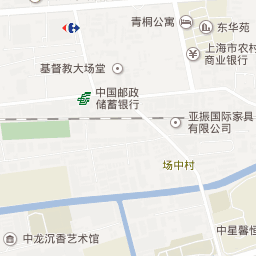 青桐公寓
东华苑
上海市农村
商业银行
基督教大场堂
中国邮政
储蓄银行
亚振国际家具
有限公司
场中村
中星馨恒
中龙沉香艺术馆